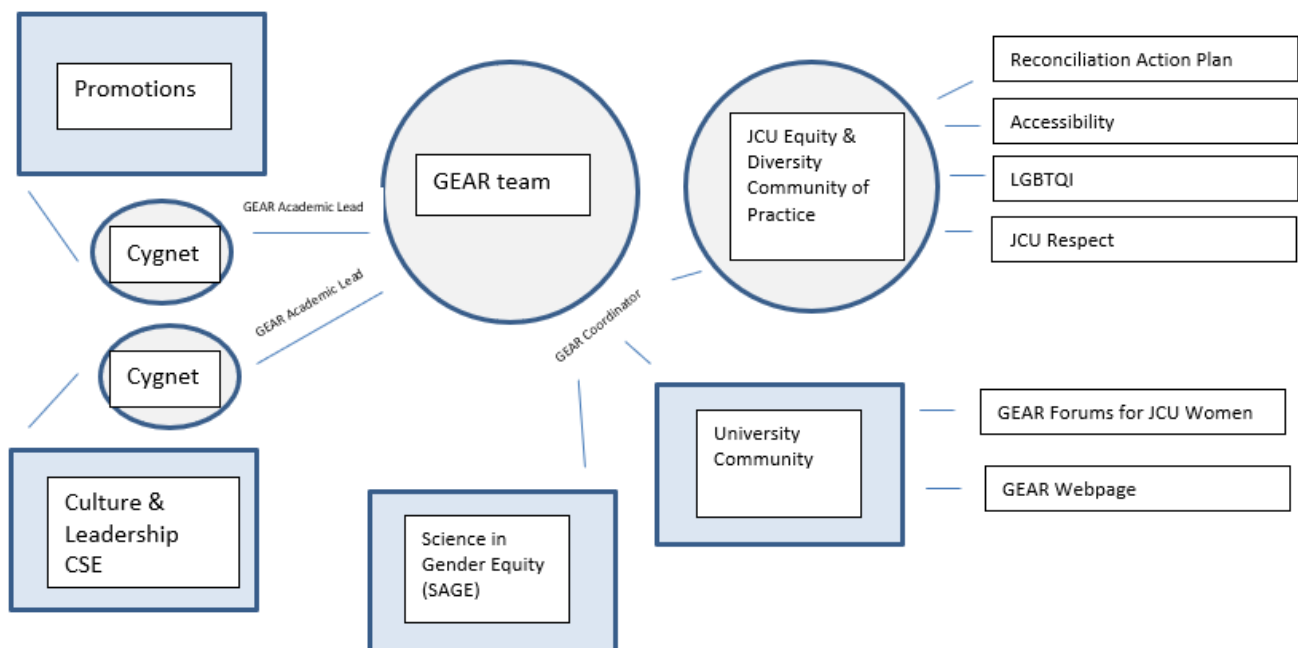 Promotions
Cygnet
Cygnet
Culture &
Leadership
CSE
GEAR Academic Lead
GEAR Academic Lead
GEAR team
GEAR Coordinator
Science in
Gender Equity
(SAGE)
JCU Equity &
Diversity
Community of
Practice
Reconciliation Action Plan
Accessibility
LGBTQI
JCU Respect
University
Community
GEAR Forums for JCU Women
GEAR Webpage